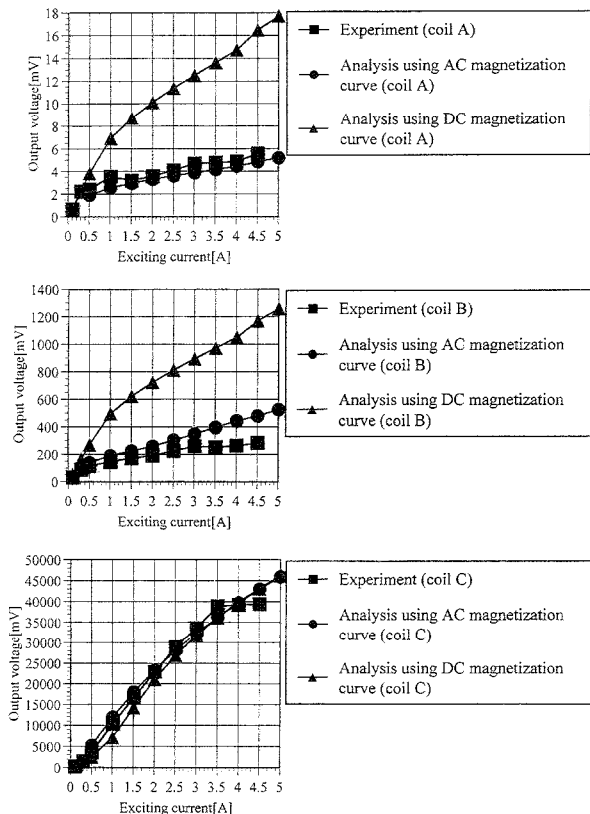 18
16
14
12
10
8
6
4
2
0
Output voltage[mV]
0 0.5 1 1.5 2 2.5 3 3.5 4 4.5 5
Exciting current[A]
Experiment (coil A)
Analysis using AC magnetization
curve (coil A)
Analysis using DC magnetization
curve (coil A)
1400
1200
1000
800
600
400
200
0
Output voltage[mV]
0 0.5 1 1.5 2 2.5 3 3.5 4 4.5 5
Exciting current[A]
Experiment (coil B)
Analysis using AC magnetization
curve (coil B)
Analysis using DC magnetization
curve (coil B)
50000
45000
40000
35000
30000
25000
20000
15000
10000
5000
0
Output voltage[mV]
0 0.5 1 1.5 2 2.5 3 3.5 4 4.5 5
Exciting current[A]
Experiment (coil C)
Analysis using AC magnetization
curve (coil C)
Analysis using DC magnetization
curve (coil C)